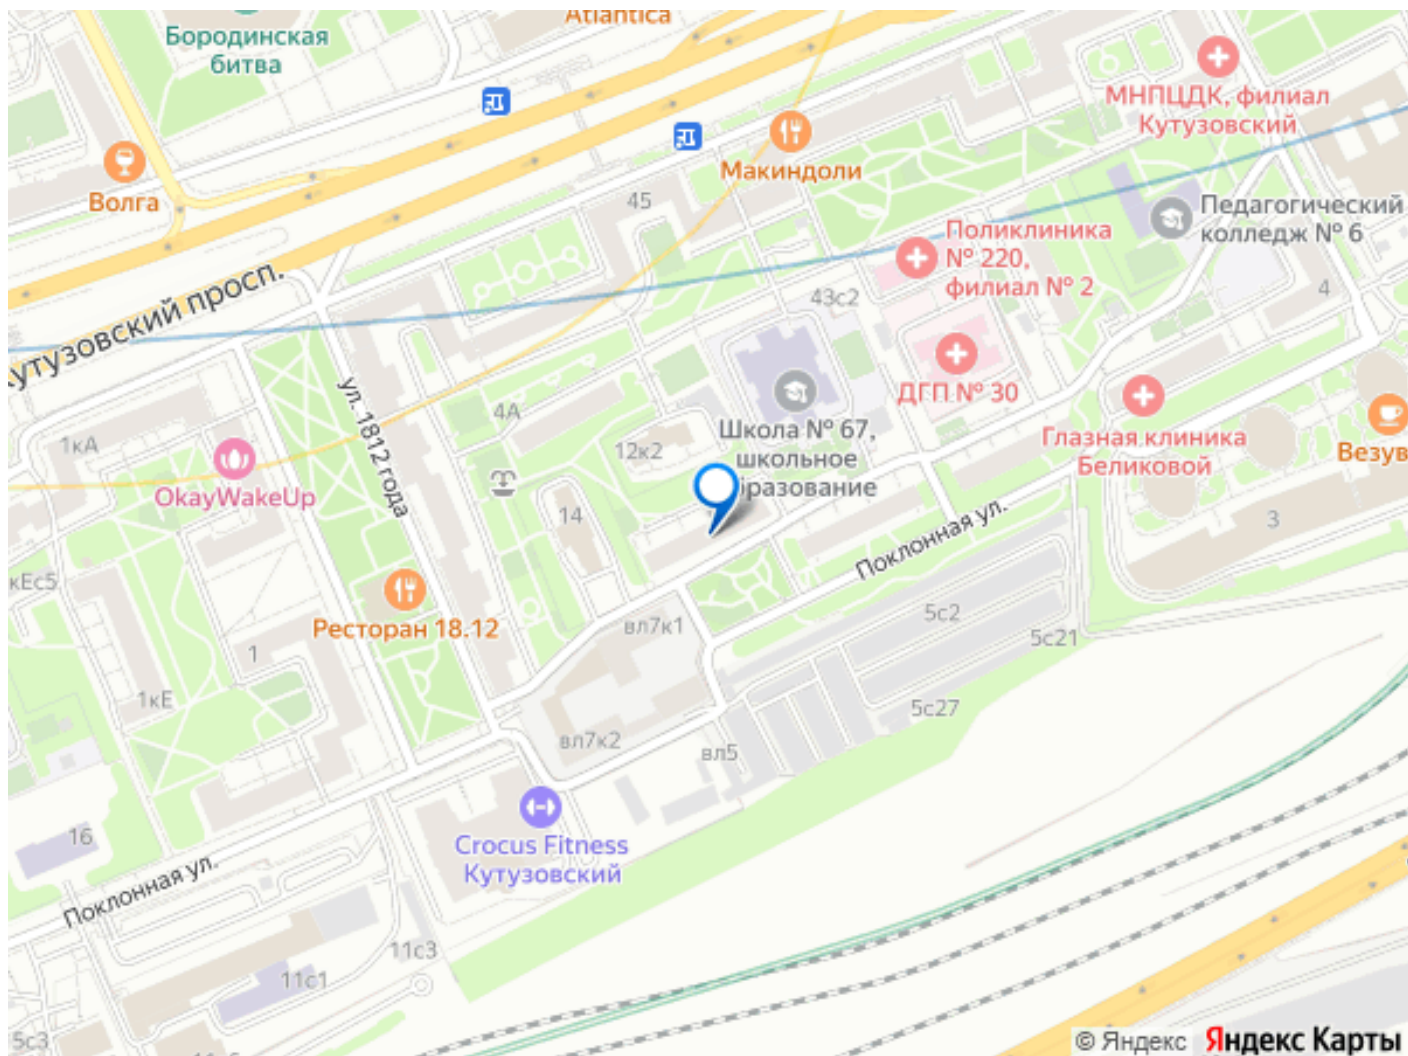 Atlantica
Бородинская
битва
МНПЦДК, филиал
Кутузовский
Макиндоли
Волга
45
Педагогический
колледж № 6
Поликлиника
№ 220,
филиал № 2
утузовский просп.
43с2
4
ул. 1812 года
ДГП № 30
4А
1кА
Школа № 67,
школьное
разование
12к2
Глазная клиника
Беликовой
Везув
OkayWakeUp
14
3
Поклонная ул.
кЕс5
Ресторан 18.12
вл7к1
5с2
5с21
1
1кЕ
5с27
вл7к2
вл5
16
Crocus Fitness
Кутузовский
Поклонная ул.
11с3
11с1
5с3
© Яндекс Яндекс Карты